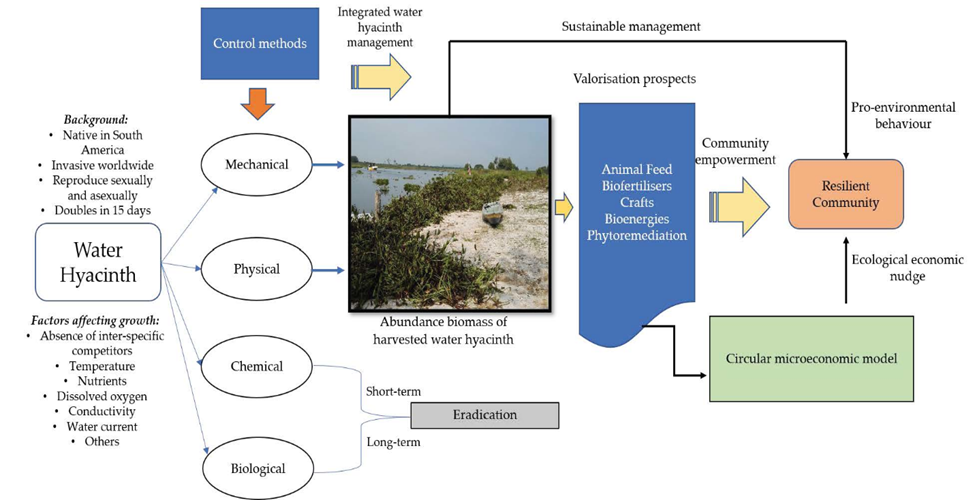 Control methods
Integrated water
hyacinth
management
Sustainable management
Valorisation prospects
Pro-environmental
behaviour
Background:
• Native in South
America
• Invasive worldwide
• Reproduce sexually
and asexually
• Doubles in 15 days
Mechanical
Community
empowerment
Animal Feed
Biofertilisers
Crafts
Bioenergies
Phytoremediation
Resilient
Community
Water
Hyacinth
Physical
Ecological economic
nudge
Abundance biomass of
harvested water hyacinth
Factors affecting growth:
• Absence of inter-specific
competitors
• Temperature
• Nutrients
• Dissolved oxygen
• Conductivity
• Water current
• Others
Chemical
Circular microeconomic model
Short-term
Eradication
Long-term
Biological